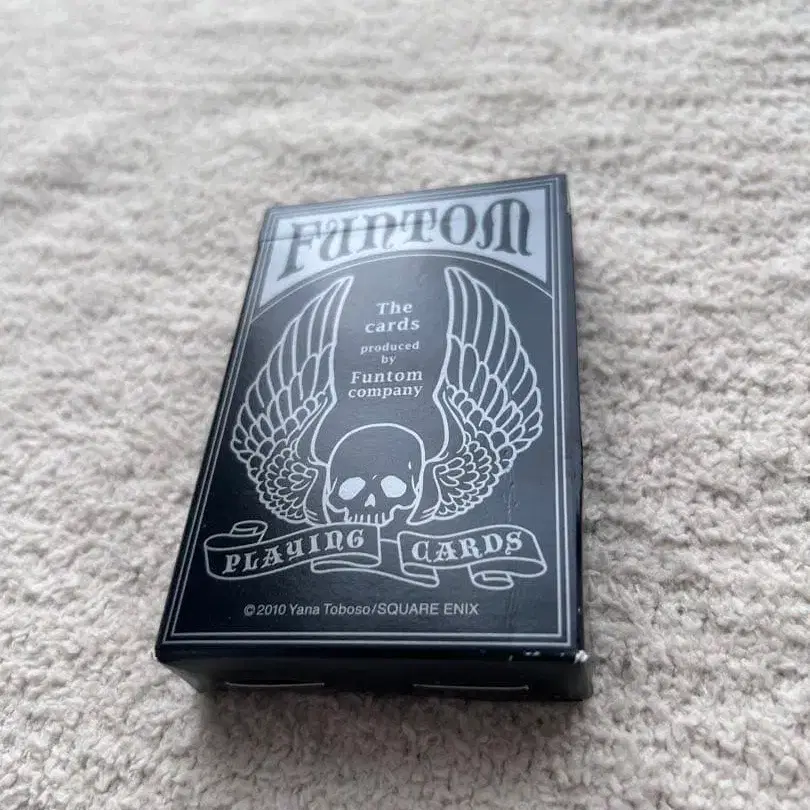 FUNTOM
The
cards
produced
by
Funtom
company
PLAYING CARDS
©2010 Yana Toboso/SQUARE ENIX